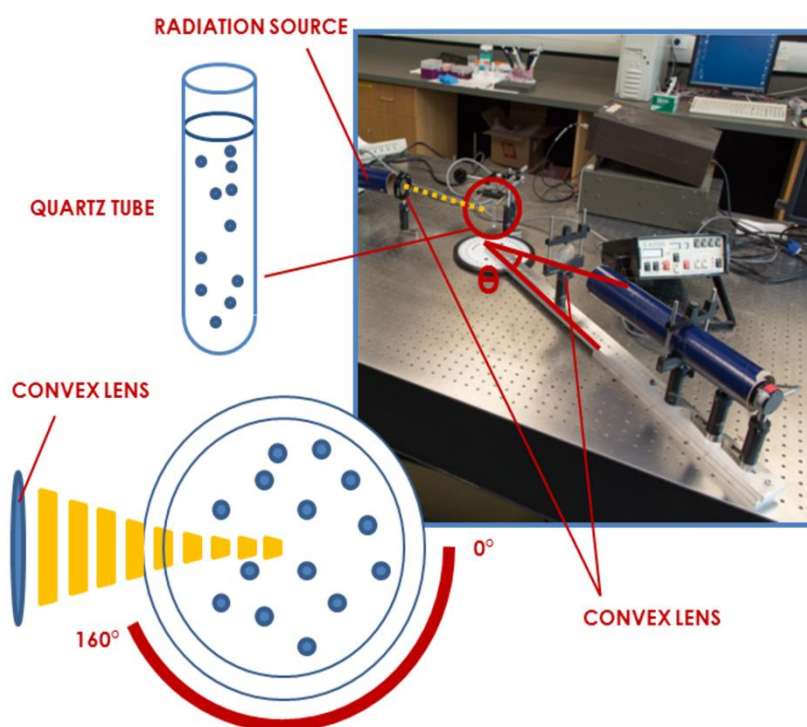 RADIATION SOURCE
QUARTZ TUBE
θ
CONVEX LENS
0°
160°
CONVEX LENS